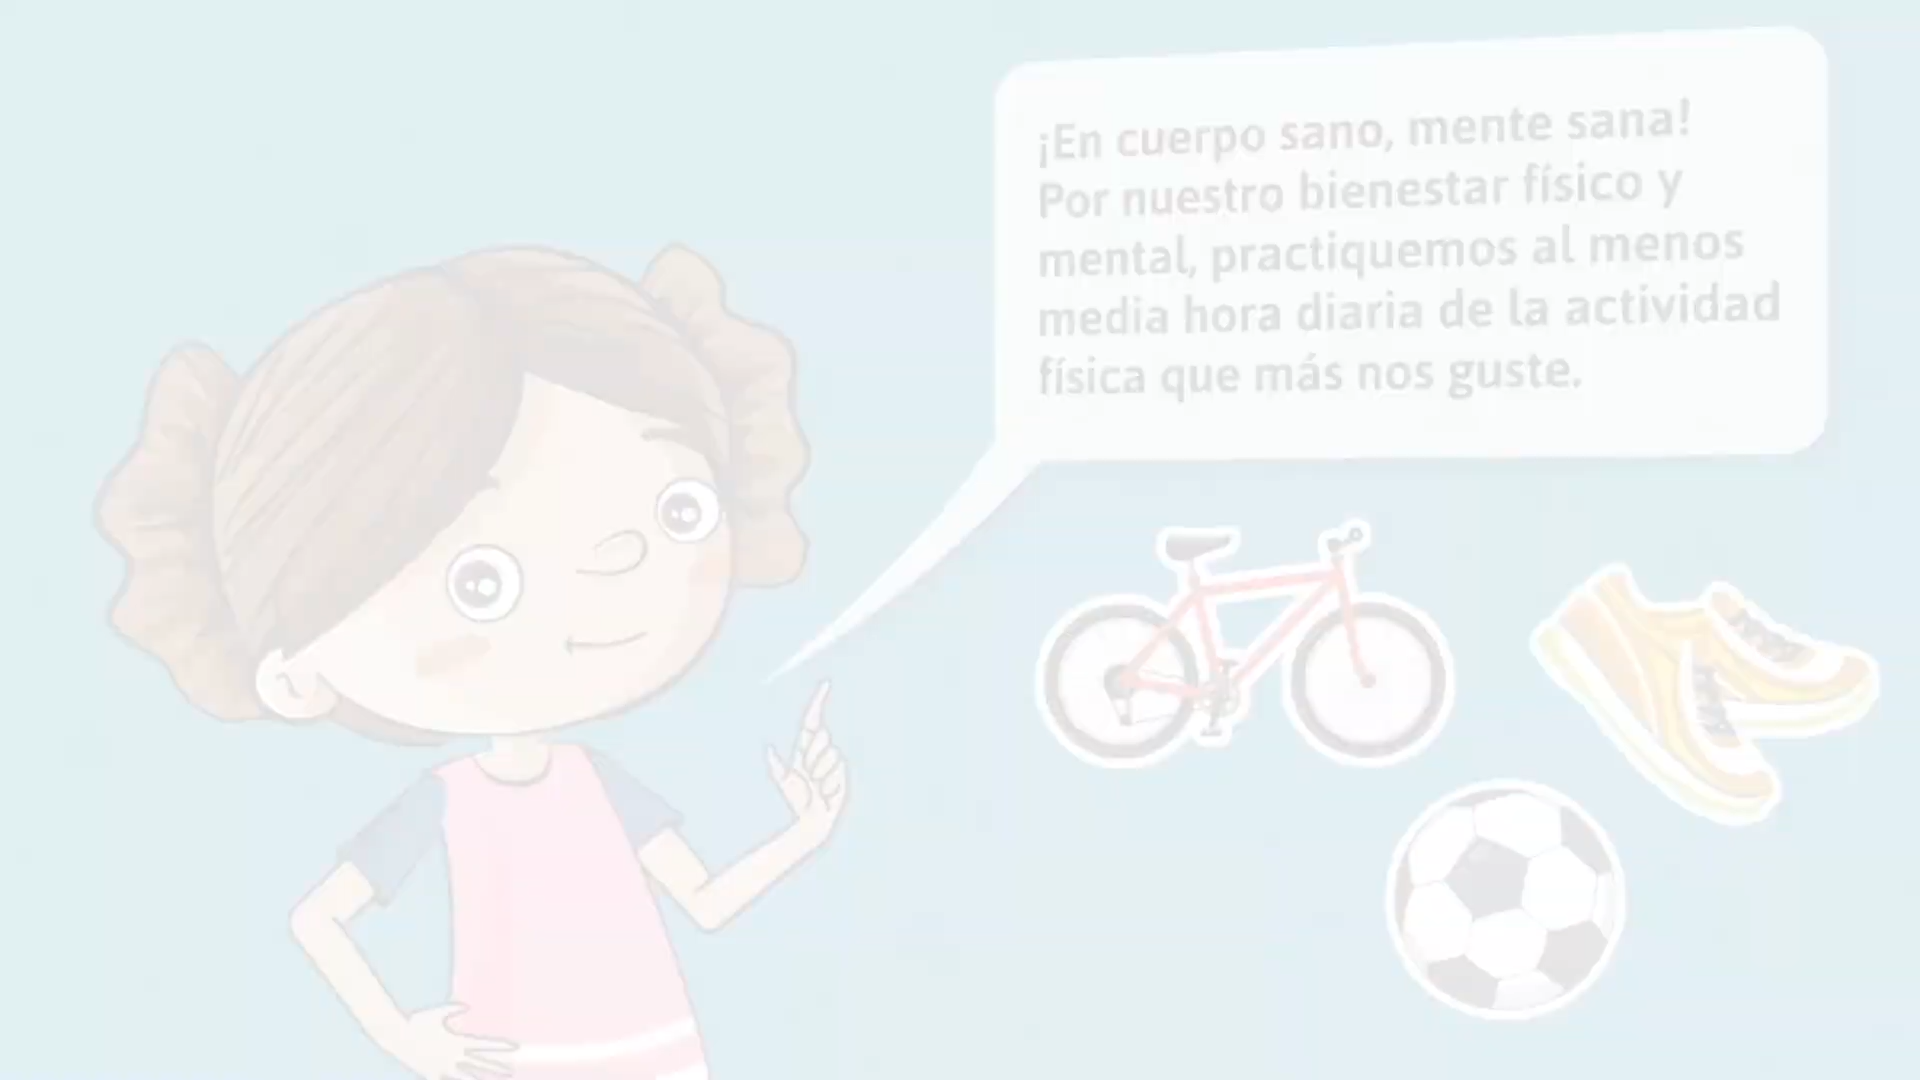 ¡En cuerpo sano, mente sana!
Por nuestro bienestar físico y
mental, practiquemos al menos
media hora diaria de la actividad
física que más nos guste.